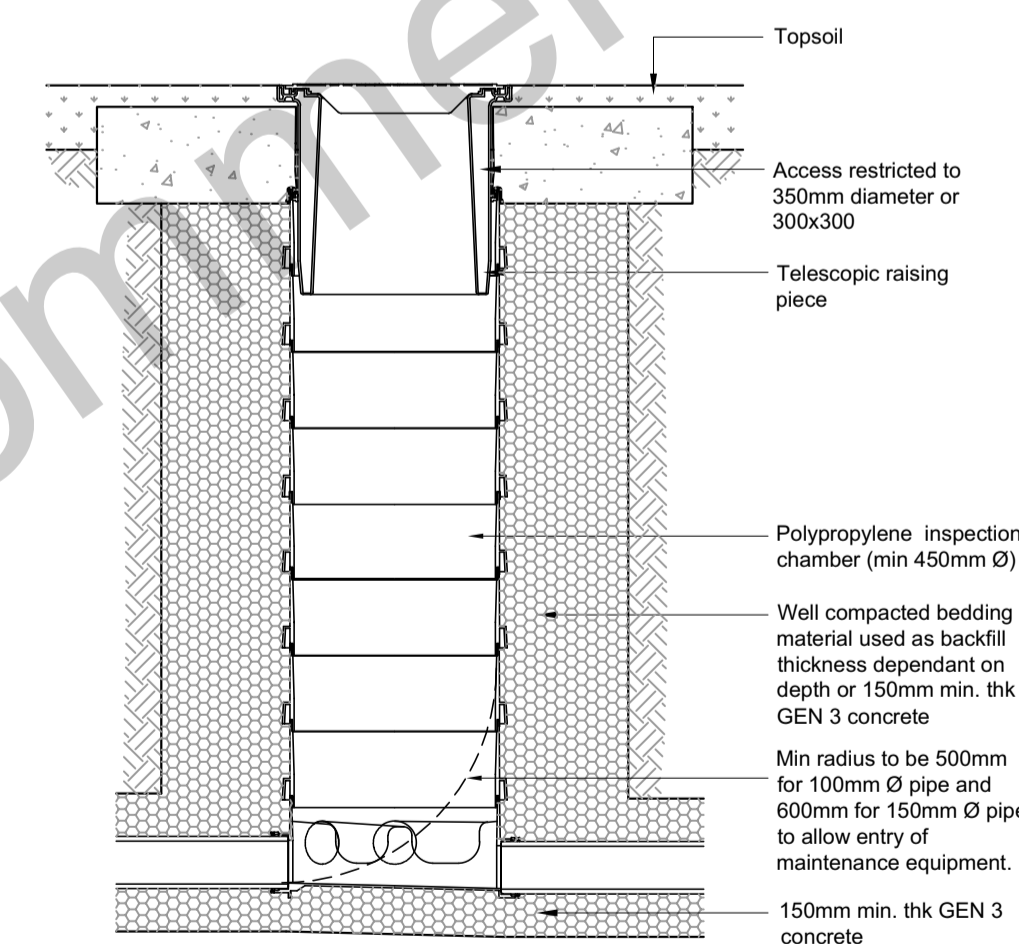 Topsoil
Access restricted to
350mm diameter or
300x300
Telescopic raising
piece
Polypropylene inspection
chamber (min 450mm Ø)
Well compacted bedding
material used as backfill
thickness dependant on
depth or 150mm min. thk
GEN 3 concrete
Min radius to be 500mm
for 100mm Ø pipe and
600mm for 150mm Ø pipe
to allow entry of
maintenance equipment.
150mm min. thk GEN 3
concrete